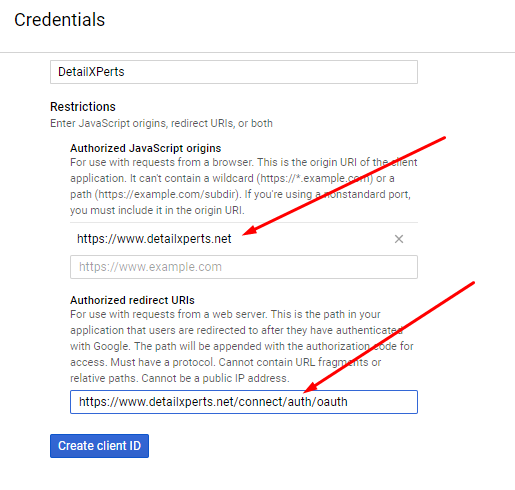 Credentials
DetailXPerts
Restrictions
Enter JavaScript origins, redirect URIs, or both
Authorized JavaScript origins
For use with requests from a browser. This is the origin URI of the client
application. It can't contain a wildcard (https://*.example.com) or a
path (https://example.com/subdir). If you're using a nonstandard port,
you must include it in the origin URI.
https://www.detailxperts.net
https://www.example.com
Authorized redirect URIs
For use with requests from a web server. This is the path in your
application that users are redirected to after they have authenticated
with Google. The path will be appended with the authorization code for
access. Must have a protocol. Cannot contain URL fragments or
relative paths. Cannot be a public IP address.
https://www.detailxperts.net/connect/auth/oauth
Create client ID